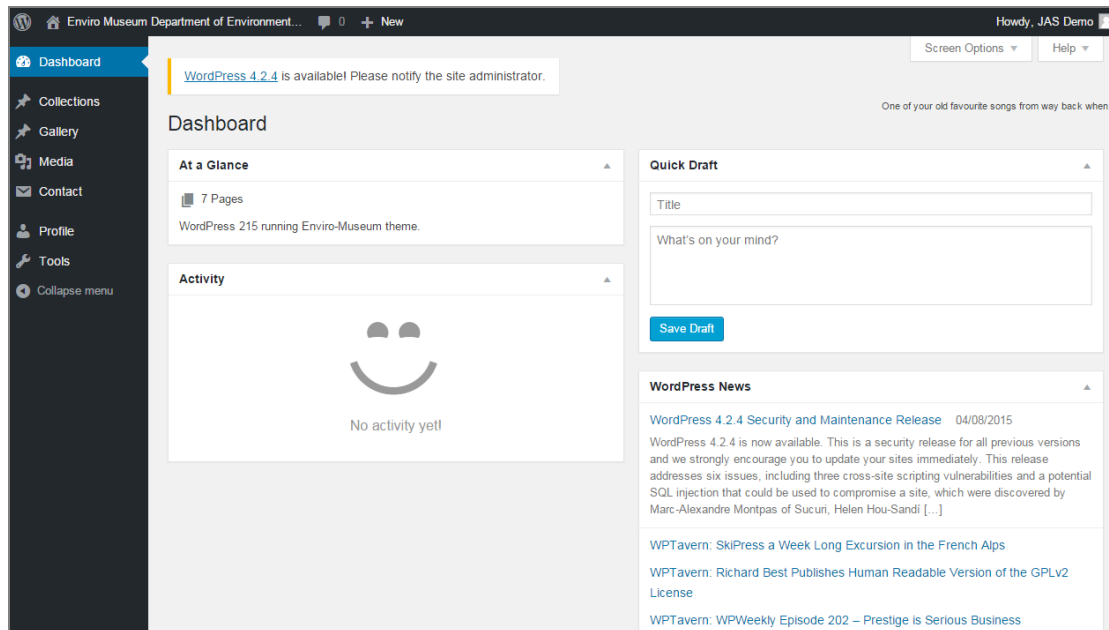 Enviro Museum Department of Environment... 0 + New Howdy, JAS Demo
Dashboard
Collections
Gallery
Media
Contact
Profile
Tools
Collapse menu
Screen Options Help
WordPress 4.2.4 is available! Please notify the site administrator.
One of your old favourite songs from way back when
Dashboard
At a Glance
7 Pages
WordPress 215 running Enviro-Museum theme.
Activity
No activity yet!
Quick Draft
Title
What's on your mind?
Save Draft
WordPress News
WordPress 4.2.4 Security and Maintenance Release 04/08/2015
WordPress 4.2.4 is now available. This is a security release for all previous versions
and we strongly encourage you to update your sites immediately. This release
addresses six issues, including three cross-site scripting vulnerabilities and a potential
SQL injection that could be used to compromise a site, which were discovered by
Marc-Alexandre Montpas of Sucuri, Helen Hou-Sandí [...]
WPTavern: SkiPress a Week Long Excursion in the French Alps
WPTavern: Richard Best Publishes Human Readable Version of the GPLv2
License
WPTavern: WPWeekly Episode 202 – Prestige is Serious Business